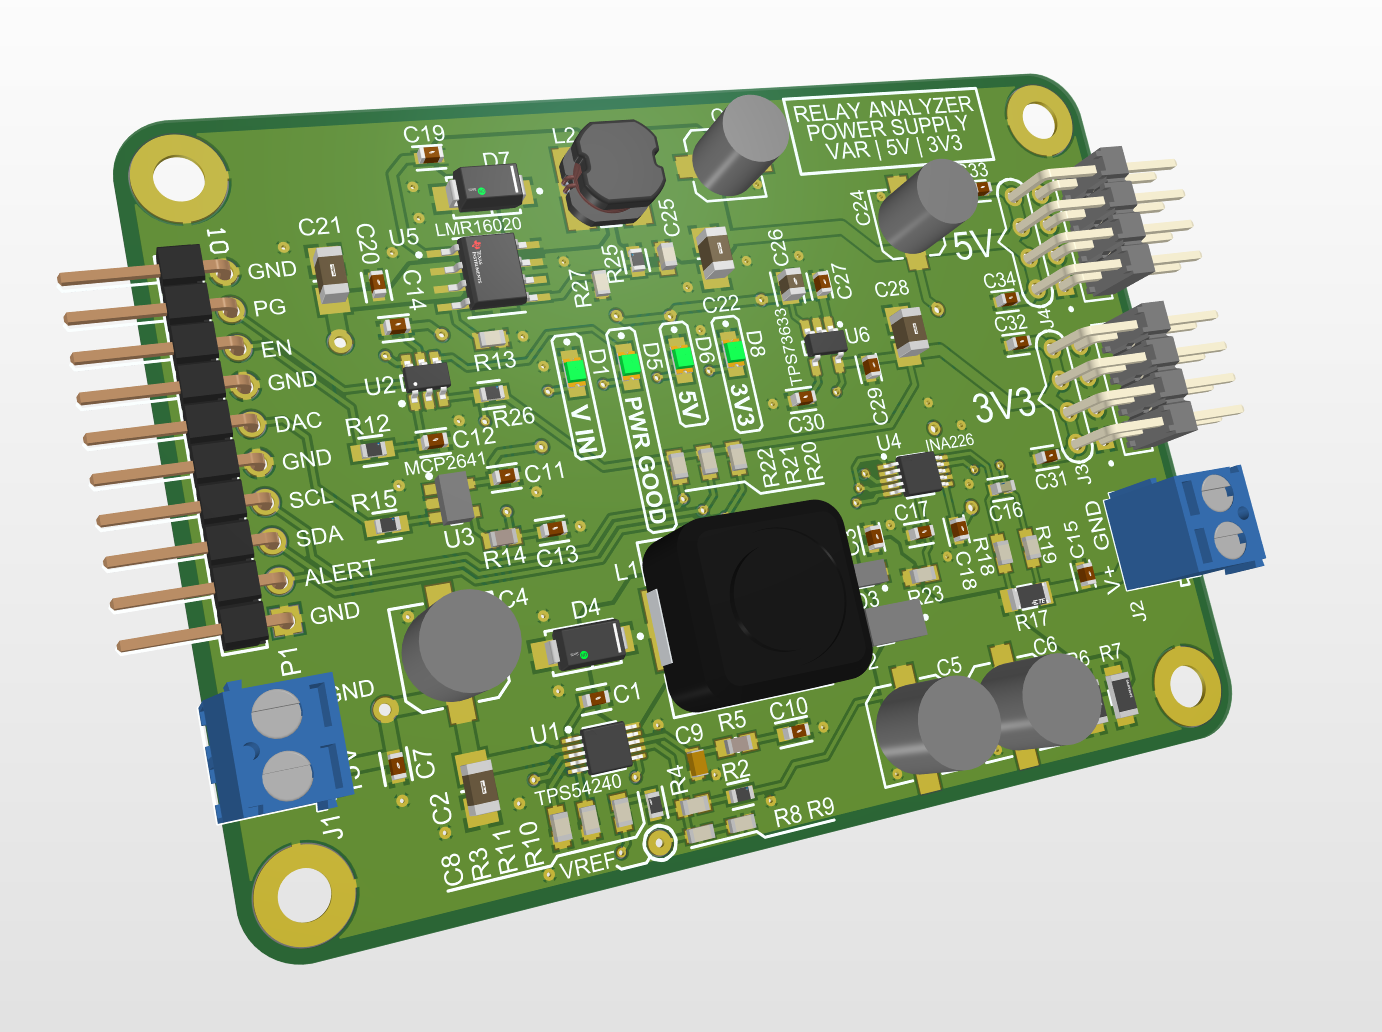 RELAY ANALYZER
POWER SUPPLY
VAR | 5V | 3V3
C19
D7
L2
C24
C21
C20
U5
LMR16020
C14
R27
R25
C25
C26
C27
5V
C34
C32
J4
10
GND
PG
EN
GND
DAC
GND
SCL
SDA
ALERT
GND
P1
R13
U2
R26
R12
C12
MCP2641
C11
R15
U3
R14
C13
D1
D5
D6
D8
V IN
PWR GOOD
5V
3V3
C22
TPS73633
U6
C28
C29
C30
R22
R21
R20
3V3
J3
C31
U4
INA226
C17
C18
C16
R18
R19
C15
GND
V+
J2
R17
R23
L1
C4
D4
C1
U1
TPS54240
C9
R5
C10
R4
R2
R8 R9
C5
C6
R7
J1
C7
C2
C8
R3
R11
R10
VREF